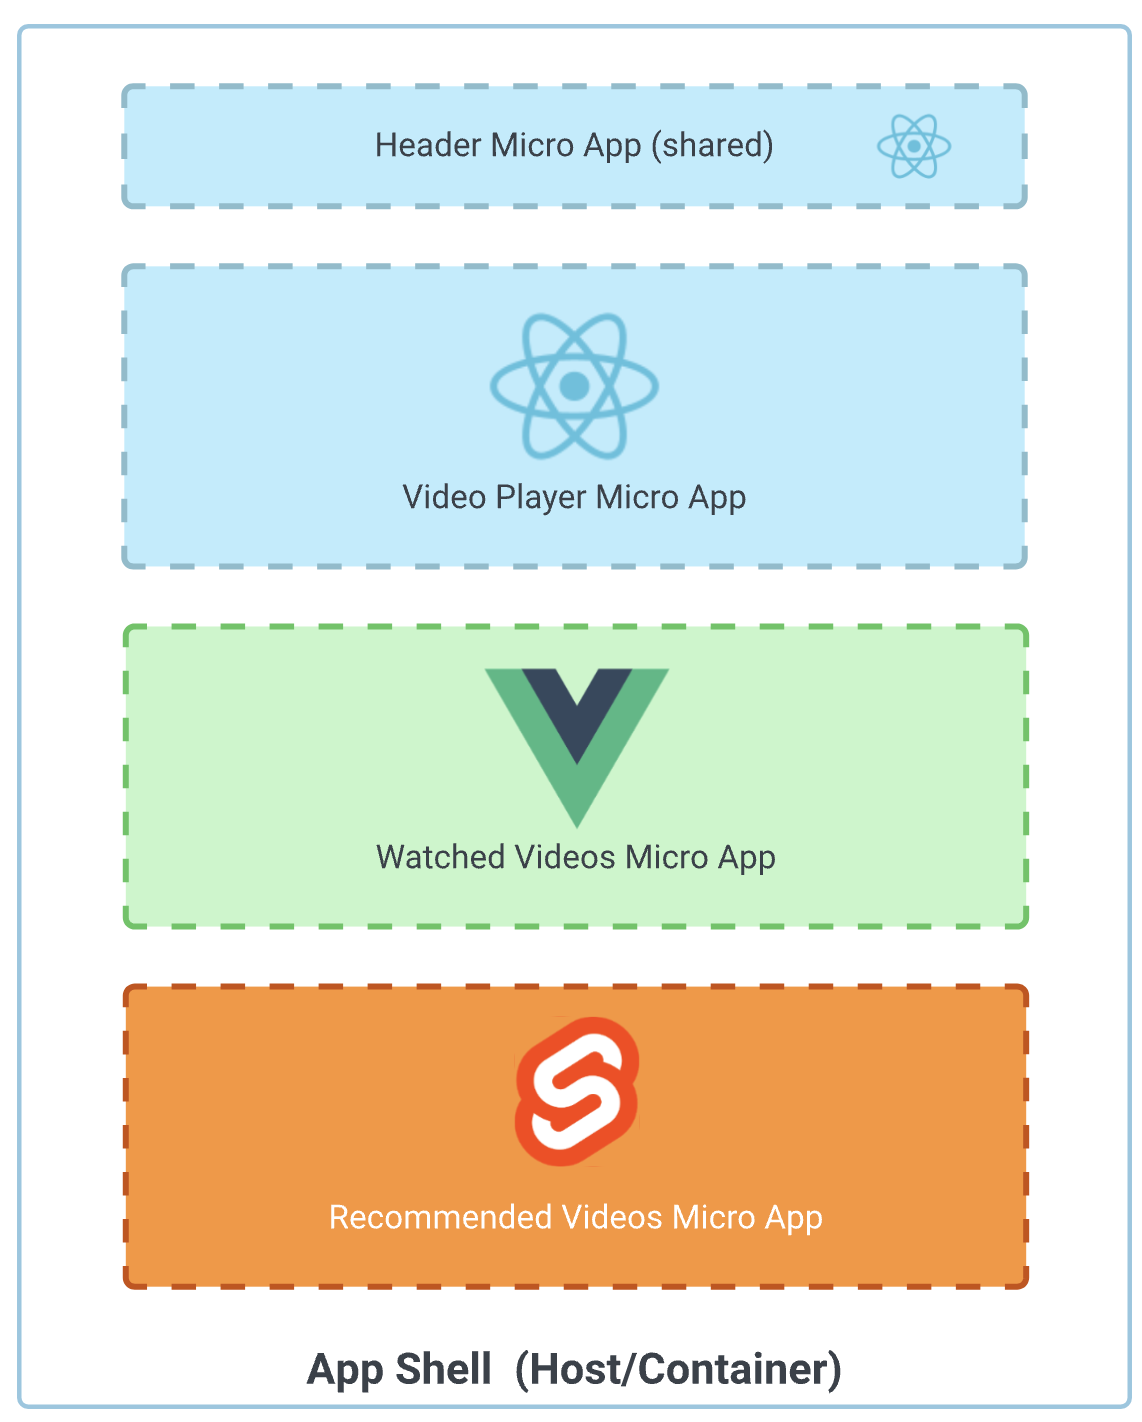 Header Micro App (shared)
Video Player Micro App
Watched Videos Micro App
Recommended Videos Micro App
App Shell (Host/Container)